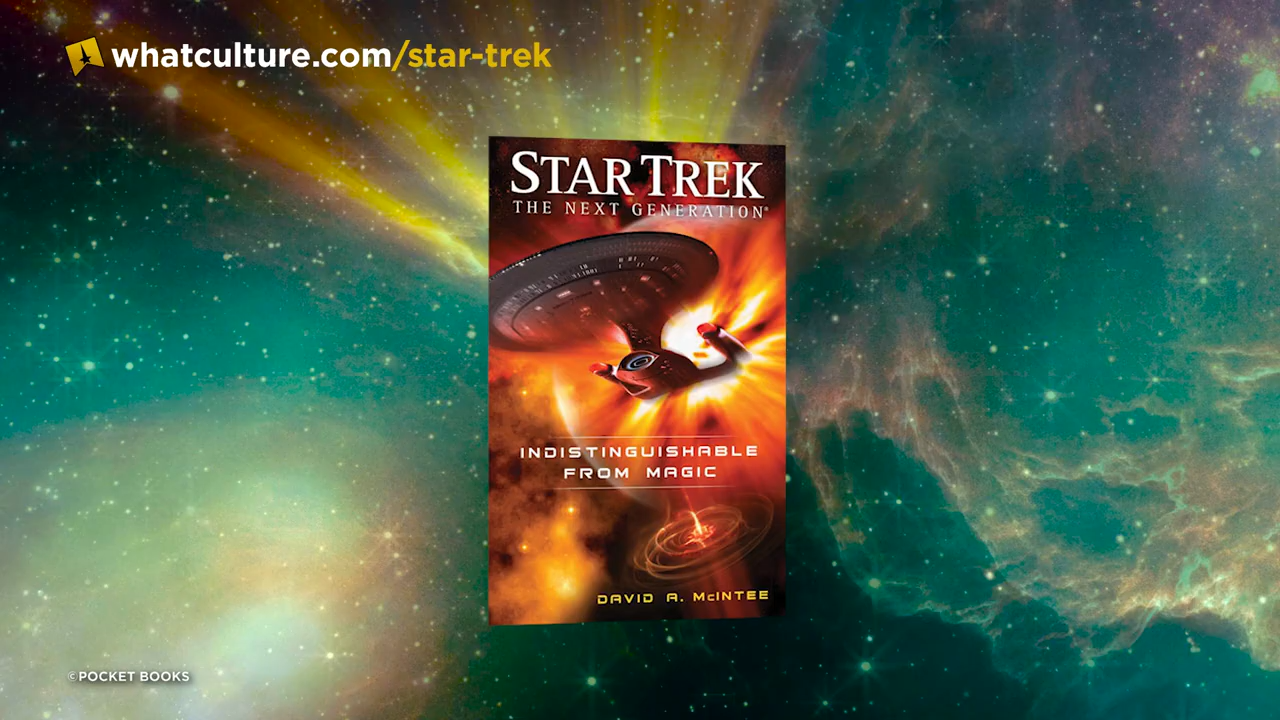 whatculture.com/star-trek
STAR TREK
THE NEXT GENERATION®
INDISTINGUISHABLE
FROM MAGIC
DAVID A. McINTEE
©POCKET BOOKS